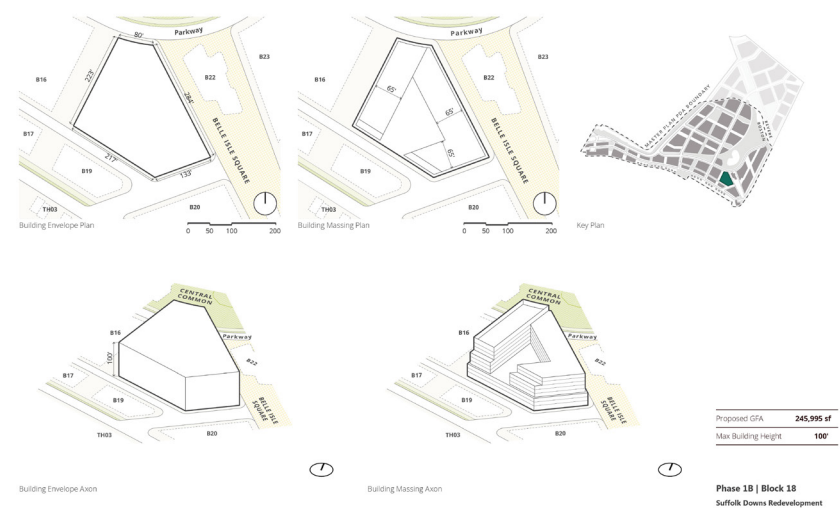 80'
Parkway
B23
B16
223'
B22
284'
B17
BELLE ISLE SQUARE
217'
B19
133'
TH03
B20
Building Envelope Plan
0 50 100 200
Parkway
B23
B16
B22
65'
65'
B17
BELLE ISLE SQUARE
65'
B19
TH03
B20
Building Massing Plan
0 50 100 200
MASTER PLAN PDA BOUNDARY
Key Plan
CENTRAL
COMMON
B16
Parkway
100'
B22
B17
B19
BELLE ISLE
SQUARE
TH03
B20
Building Envelope Axon
CENTRAL
COMMON
B16
Parkway
B22
B17
B19
BELLE ISLE
SQUARE
TH03
B20
Building Massing Axon
Proposed GFA 245,995 sf
Max Building Height 100'
Phase 1B | Block 18
Suffolk Downs Redevelopment